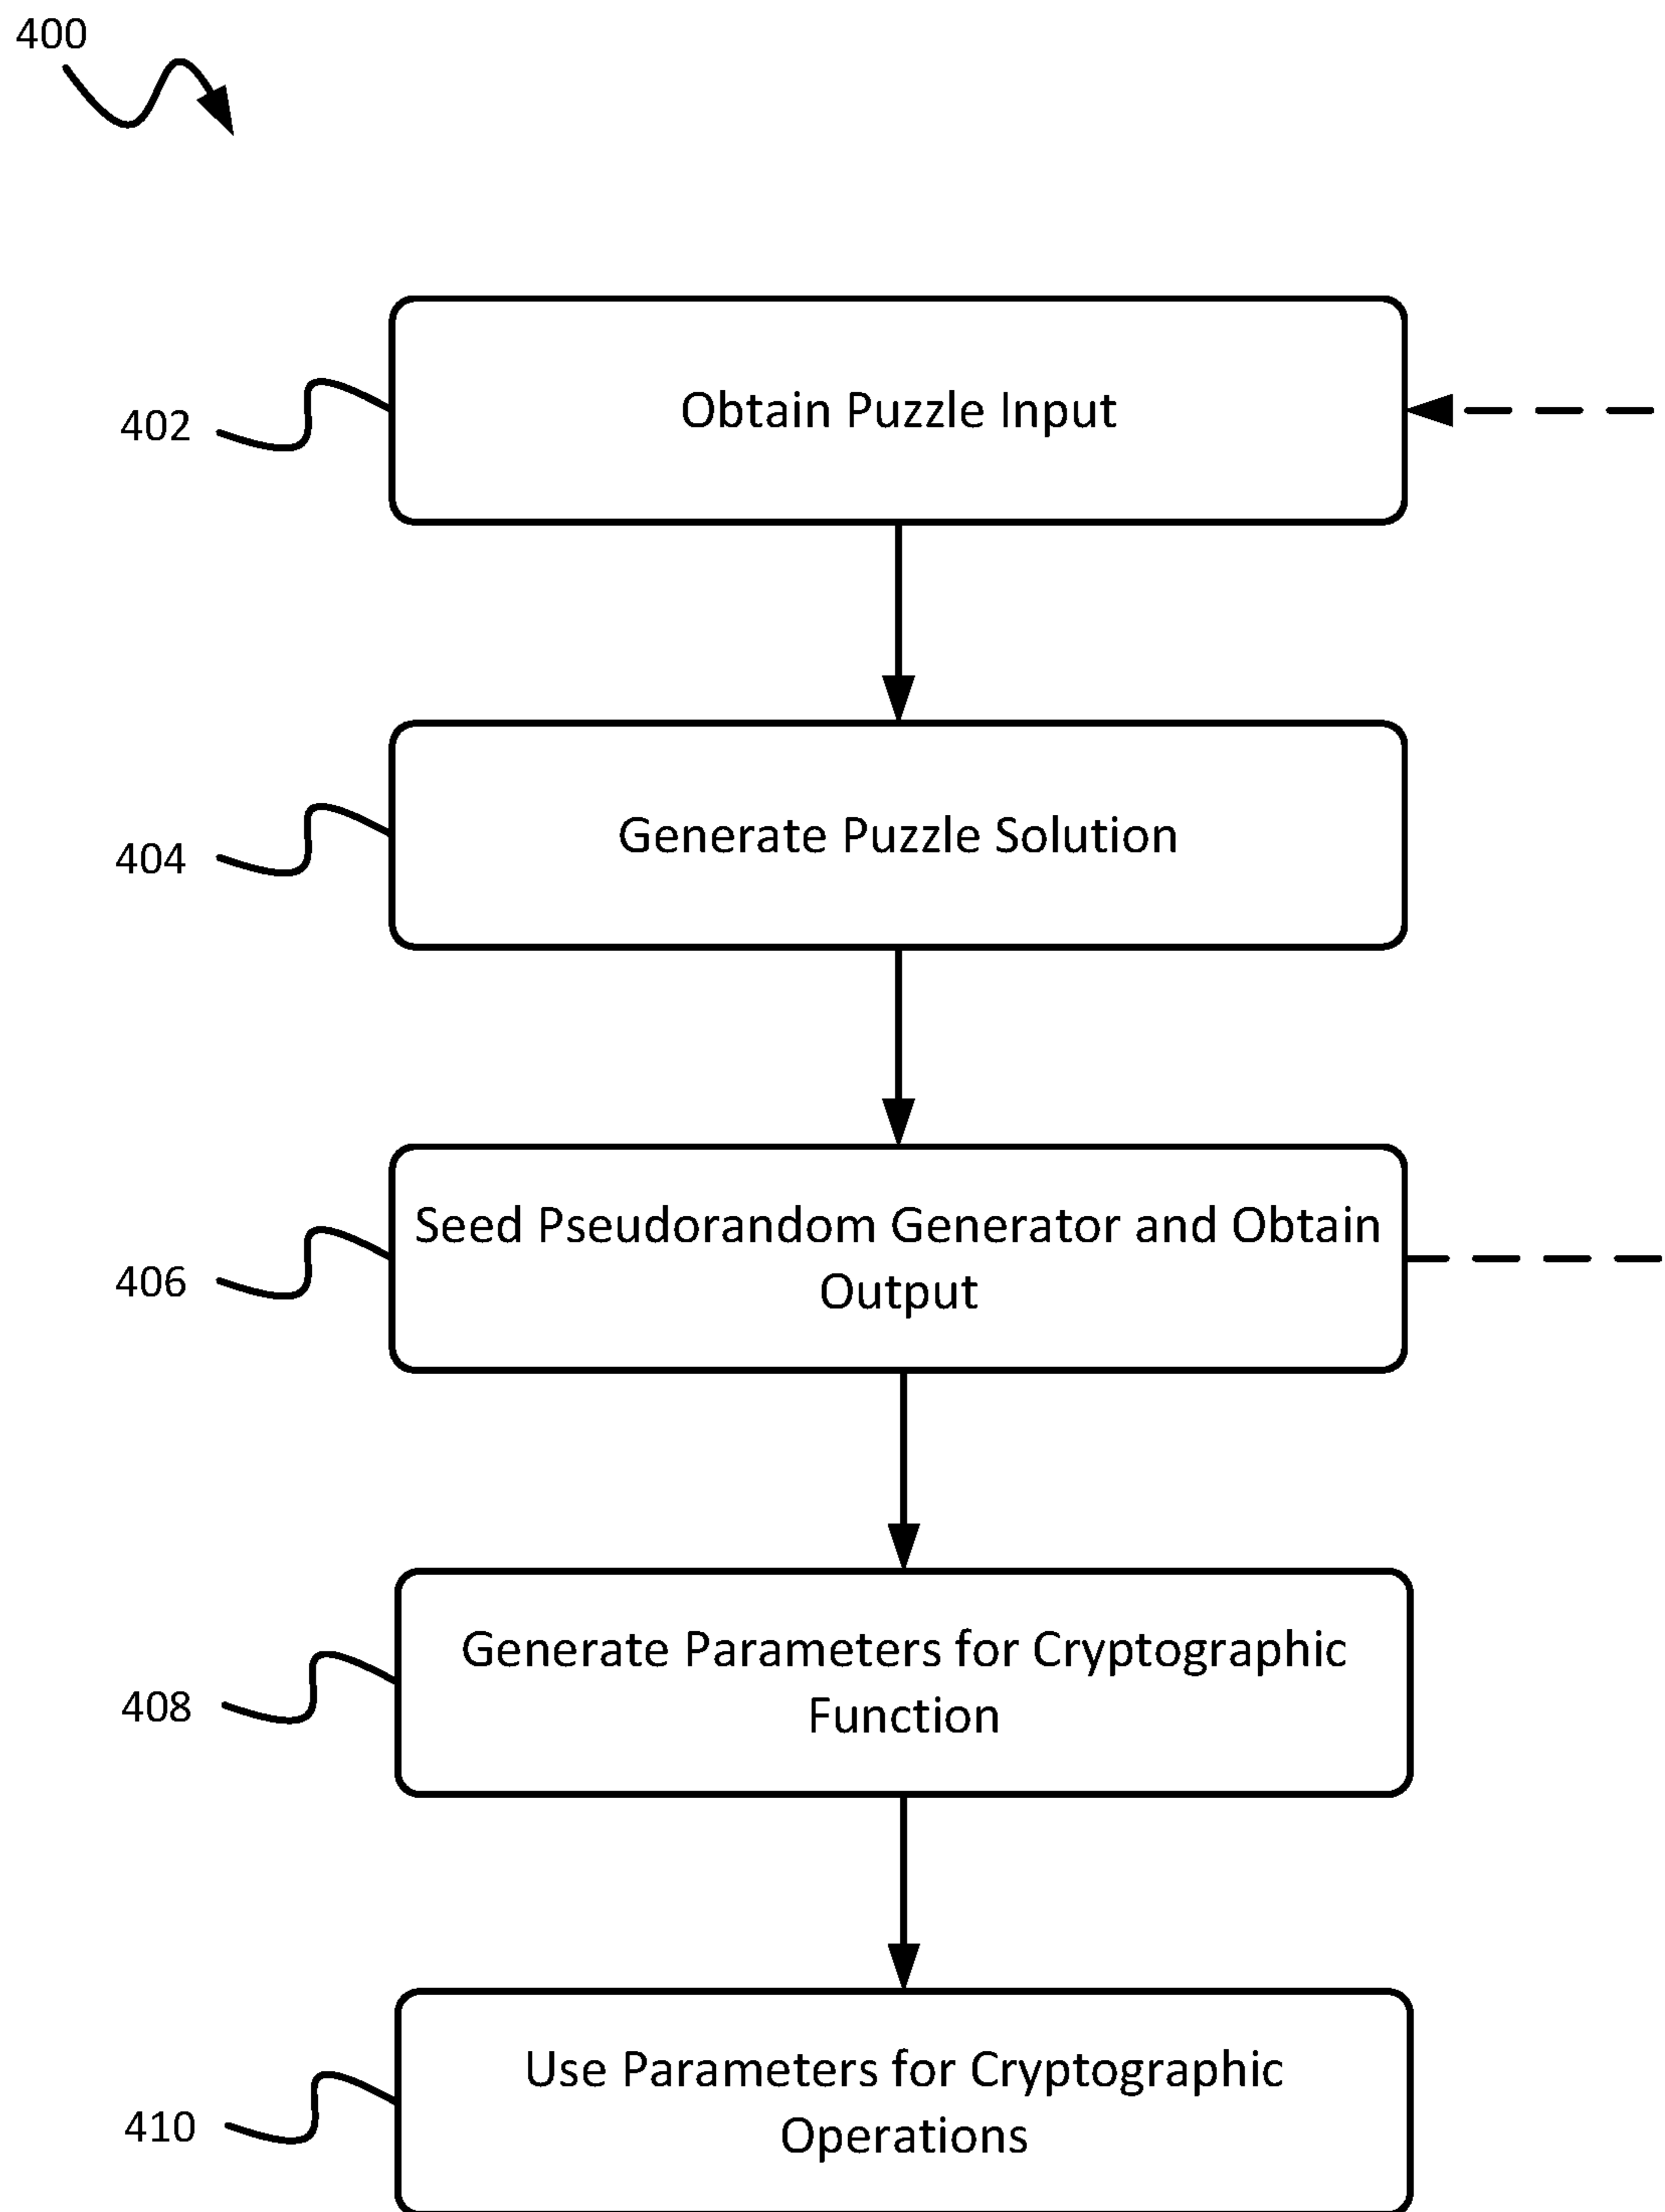 400
402
Obtain Puzzle Input
404
Generate Puzzle Solution
406
Seed Pseudorandom Generator and Obtain
Output
408
Generate Parameters for Cryptographic
Function
410
Use Parameters for Cryptographic
Operations